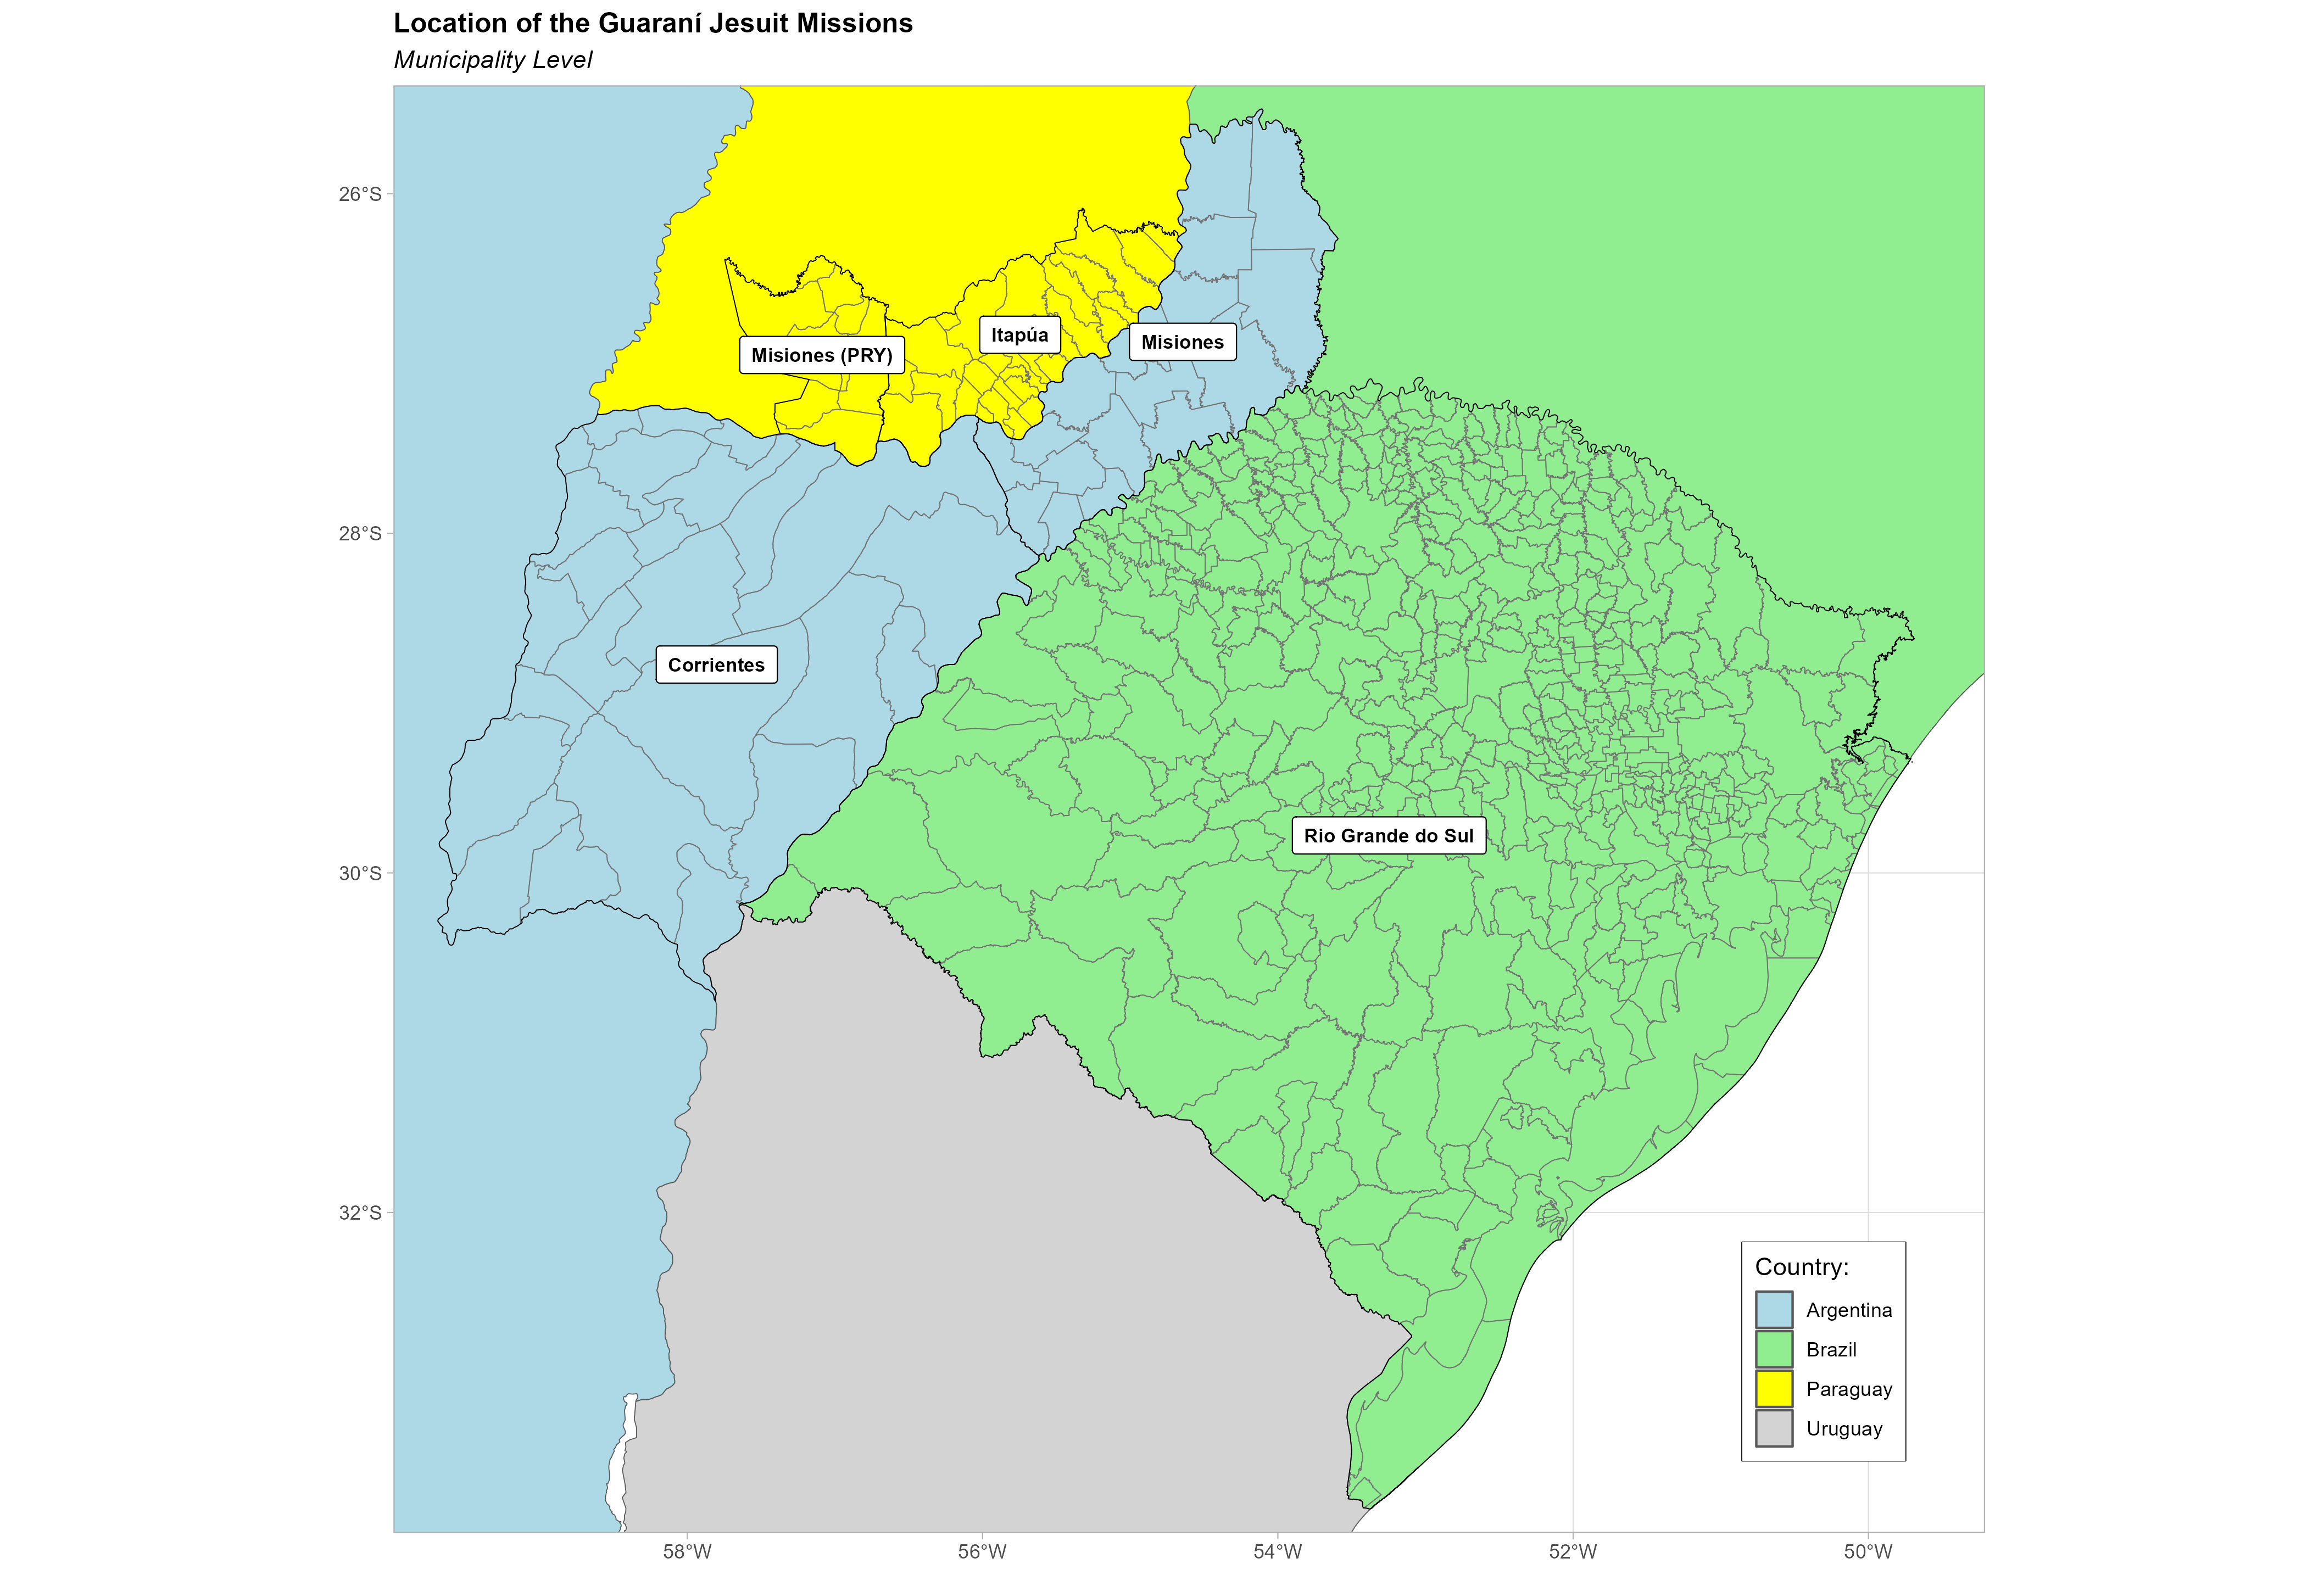 Location of the Guaraní Jesuit Missions
Municipality Level
26°S
28°S
30°S
32°S
Itapúa
Misiones
Misiones (PRY)
Corrientes
Rio Grande do Sul
Country:
Argentina
Brazil
Paraguay
Uruguay
58°W
56°W
54°W
52°W
50°W